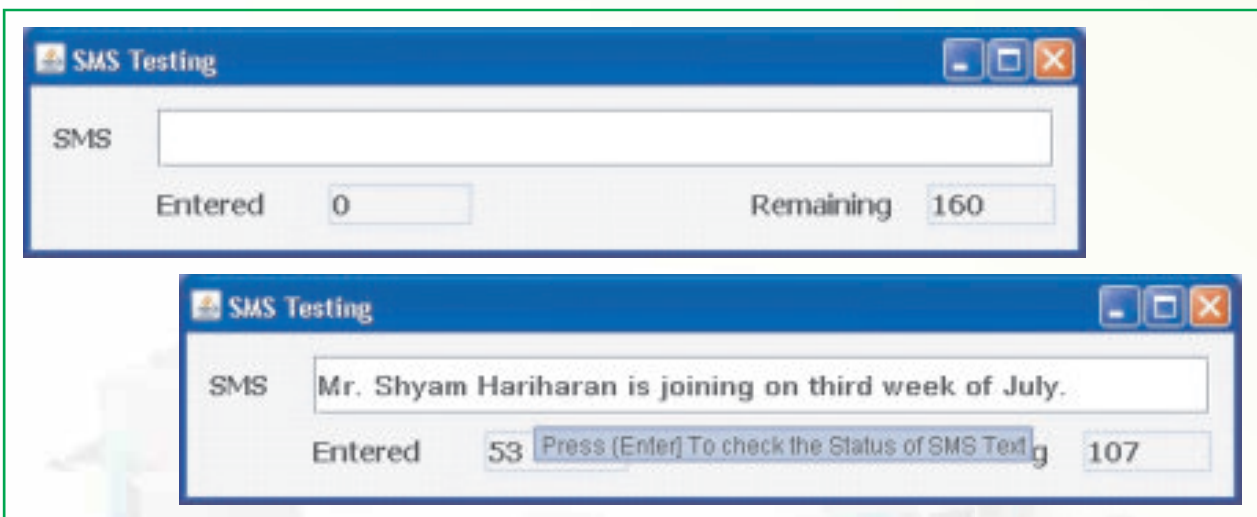 SMS Testing
SMS
Entered 0 Remaining 160
SMS Testing
SMS Mr. Shyam Hariharan is joining on third week of July.
Entered 53 Press [Enter] To check the Status of SMS Text g 107